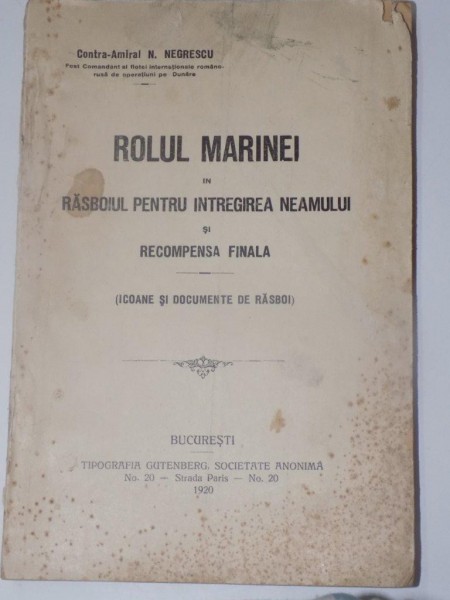 Contra-Amiral N. NEGRESCU
Fost Comandant al flotei internaționale româno-
rusă de operațiuni pe Dunăre
ROLUL MARINEI
IN
RĂSBOIUL PENTRU INTREGIREA NEAMULUI
ȘI
RECOMPENSA FINALA
(ICOANE ȘI DOCUMENTE DE RĂSBOI)
BUCUREȘTI
TIPOGRAFIA GUTENBERG, SOCIETATE ANONIMĂ
No. 20 — Strada Paris — No. 20
1920